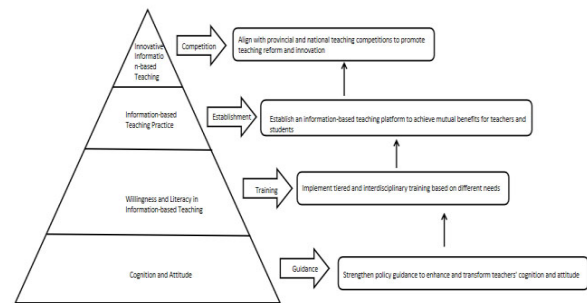 Innovative
Informatio
n-based
Teaching
Competition
Align with provincial and national teaching competitions to promote
teaching reform and innovation
Information-based
Teaching Practice
Establishment
Establish an information-based teaching platform to achieve mutual benefits for teachers and
students
Willingness and Literacy in
Information-based Teaching
Training
Implement tiered and interdisciplinary training based on different needs
Cognition and Attitude
Guidance
Strengthen policy guidance to enhance and transform teachers' cognition and attitude